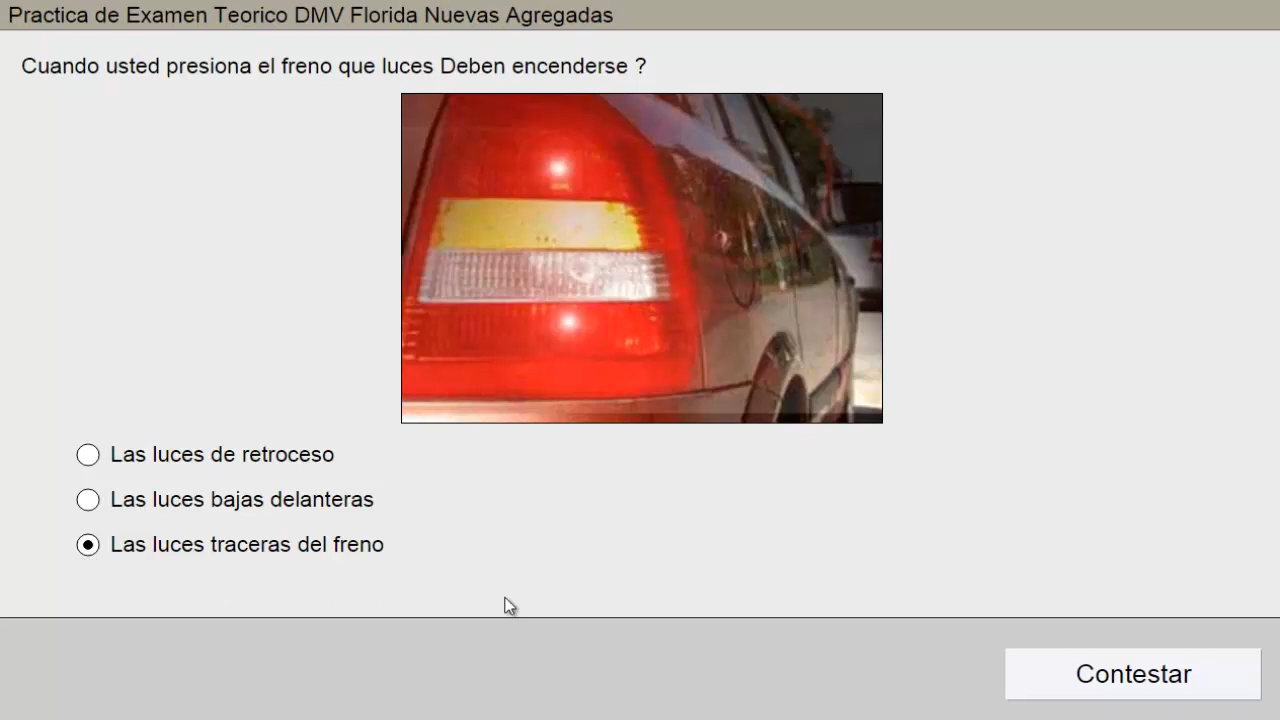 Practica de Examen Teorico DMV Florida Nuevas Agregadas
Cuando usted presiona el freno que luces Deben encenderse ?
Las luces de retroceso
Las luces bajas delanteras
Las luces traceras del freno
Contestar